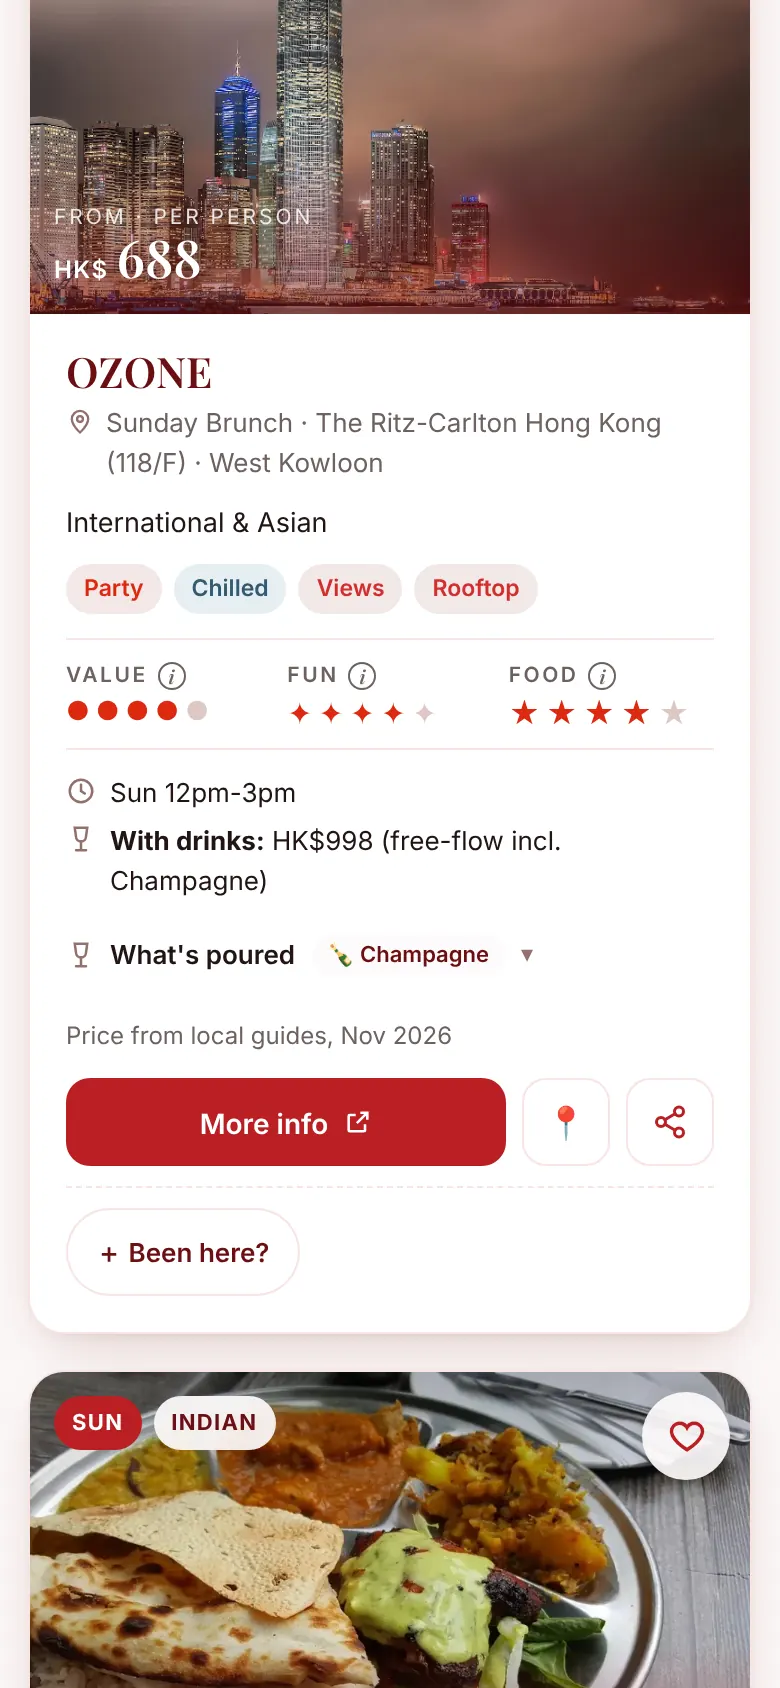 FROM · PER PERSON
HK$ 688
OZONE
Sunday Brunch · The Ritz-Carlton Hong Kong
(118/F) · West Kowloon
International & Asian
Party Chilled Views Rooftop
VALUE i FUN i FOOD i
Sun 12pm-3pm
With drinks: HK$998 (free-flow incl.
Champagne)
What's poured 🍾 Champagne ▼
Price from local guides, Nov 2026
More info
+ Been here?
SUN INDIAN